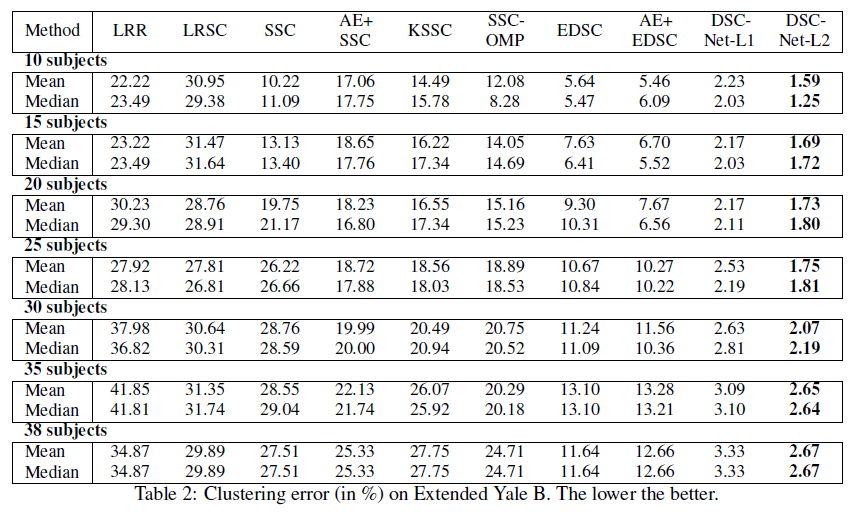 Method LRR LRSC SSC AE+ SSC KSSC SSC- OMP EDSC AE+ EDSC DSC- Net-L1 DSC- Net-L2
10 subjects
Mean 22.22 30.95 10.22 17.06 14.49 12.08 5.64 5.46 2.23 1.59
Median 23.49 29.38 11.09 17.75 15.78 8.28 5.47 6.09 2.03 1.25
15 subjects
Mean 23.22 31.47 13.13 18.65 16.22 14.05 7.63 6.70 2.17 1.69
Median 23.49 31.64 13.40 17.76 17.34 14.69 6.41 5.52 2.03 1.72
20 subjects
Mean 30.23 28.76 19.75 18.23 16.55 15.16 9.30 7.67 2.17 1.73
Median 29.30 28.91 21.17 16.80 17.34 15.23 10.31 6.56 2.11 1.80
25 subjects
Mean 27.92 27.81 26.22 18.72 18.56 18.89 10.67 10.27 2.53 1.75
Median 28.13 26.81 26.66 17.88 18.03 18.53 10.84 10.22 2.19 1.81
30 subjects
Mean 37.98 30.64 28.76 19.99 20.49 20.75 11.24 11.56 2.63 2.07
Median 36.82 30.31 28.59 20.00 20.94 20.52 11.09 10.36 2.81 2.19
35 subjects
Mean 41.85 31.35 28.55 22.13 26.07 20.29 13.10 13.28 3.09 2.65
Median 41.81 31.74 29.04 21.74 25.92 20.18 13.10 13.21 3.10 2.64
38 subjects
Mean 34.87 29.89 27.51 25.33 27.75 24.71 11.64 12.66 3.33 2.67
Median 34.87 29.89 27.51 25.33 27.75 24.71 11.64 12.66 3.33 2.67
Table 2: Clustering error (in %) on Extended Yale B. The lower the better.